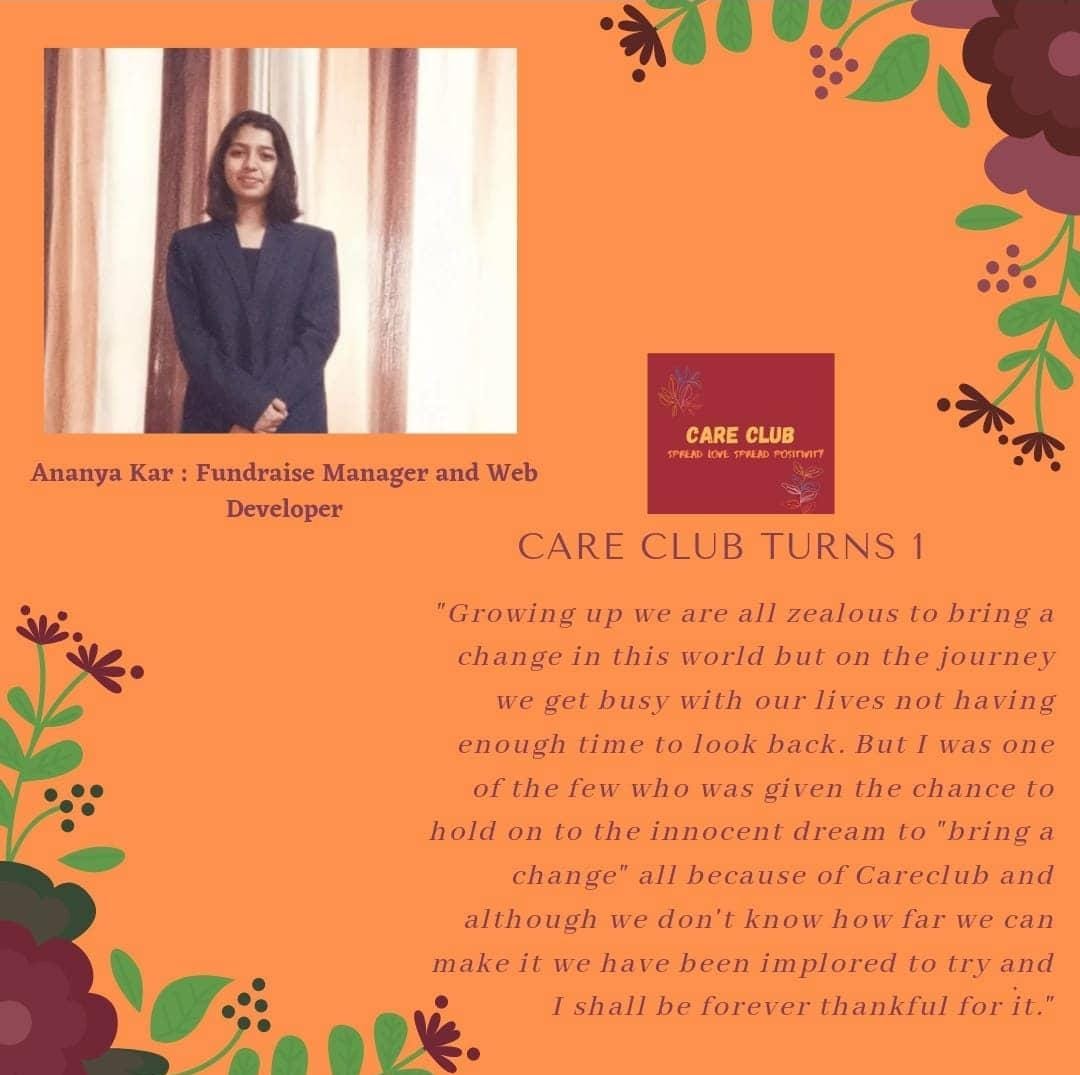 Ananya Kar : Fundraise Manager and Web
Developer
CARE CLUB
SPREAD LOVE SPREAD POSITIVITY
CARE CLUB TURNS 1
"Growing up we are all zealous to bring a
change in this world but on the journey
we get busy with our lives not having
enough time to look back. But I was one
of the few who was given the chance to
hold on to the innocent dream to "bring a
change" all because of Careclub and
although we don't know how far we can
make it we have been implored to try and
I shall be forever thankful for it."